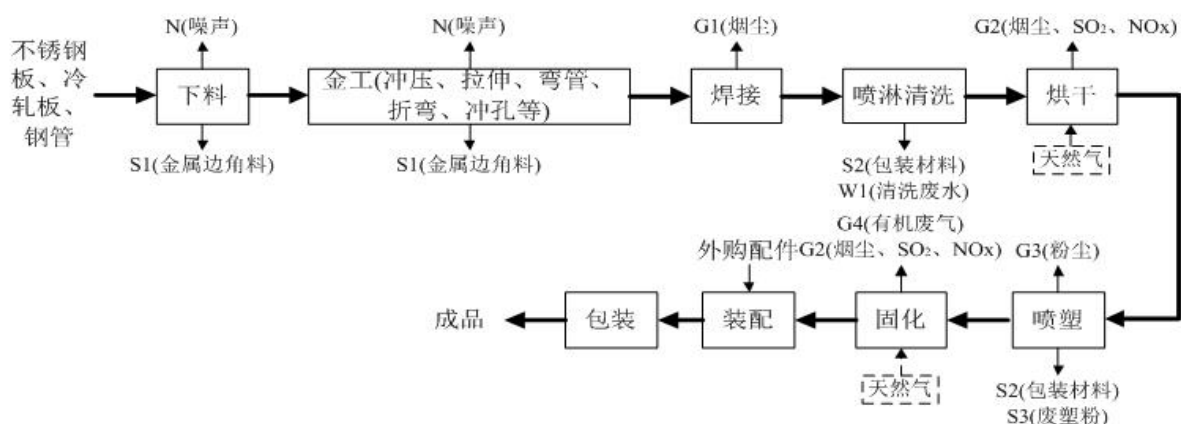 N(噪声)
N(噪声)
G1(烟尘)
G2(烟尘、SO₂、NOx)
不锈钢
板、冷
轧板、
钢管
下料
金工(冲压、拉伸、弯管、
折弯、冲孔等)
焊接
喷淋清洗
烘干
S1(金属边角料)
S1(金属边角料)
S2(包装材料)
W1(清洗废水)
天然气
G4(有机废气)
外购配件
G2(烟尘、SO₂、NOx)
G3(粉尘)
成品
包装
装配
固化
喷塑
天然气
S2(包装材料)
S3(废塑粉)